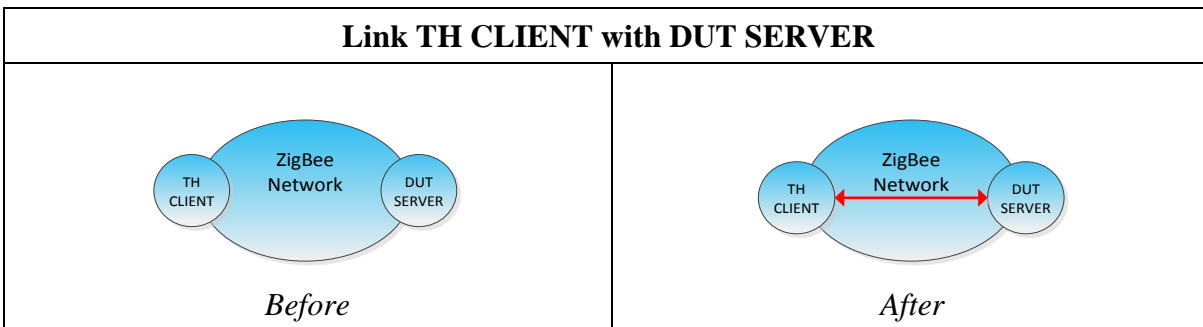 Link TH CLIENT with DUT SERVER
ZigBee
Network
TH
CLIENT
DUT
SERVER
Before
ZigBee
Network
TH
CLIENT
DUT
SERVER
After